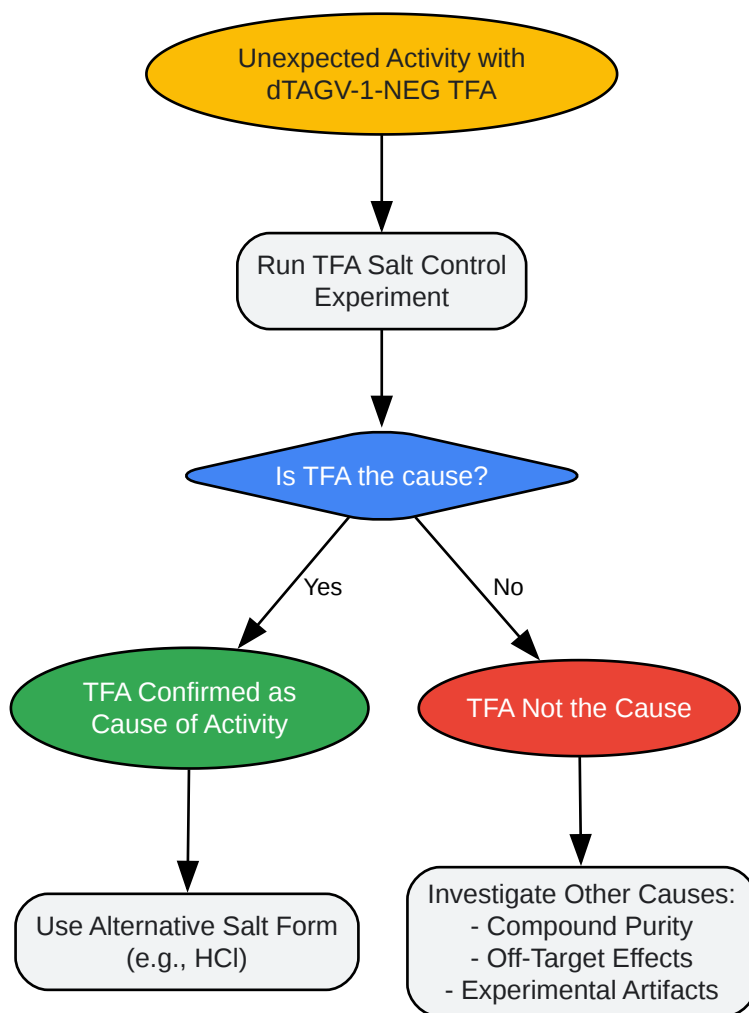 Unexpected Activity with
dTAGV-1-NEG TFA
Run TFA Salt Control
Experiment
Is TFA the cause?
Yes
No
TFA Confirmed as
Cause of Activity
TFA Not the Cause
Use Alternative Salt Form
(e.g., HCl)
Investigate Other Causes:
- Compound Purity
- Off-Target Effects
- Experimental Artifacts